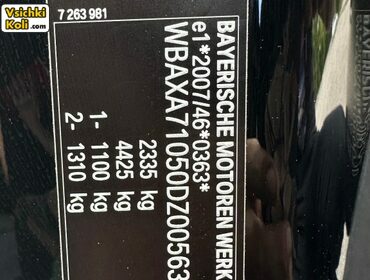 Vsichki
Koli.com
7 263 981
BAYERISCHE MOTOREN WERK
e1*2007/46*0363*
WBAXA71050DZ00563
2335 kg
4425 kg
1- 1100 kg
2- 1310 kg